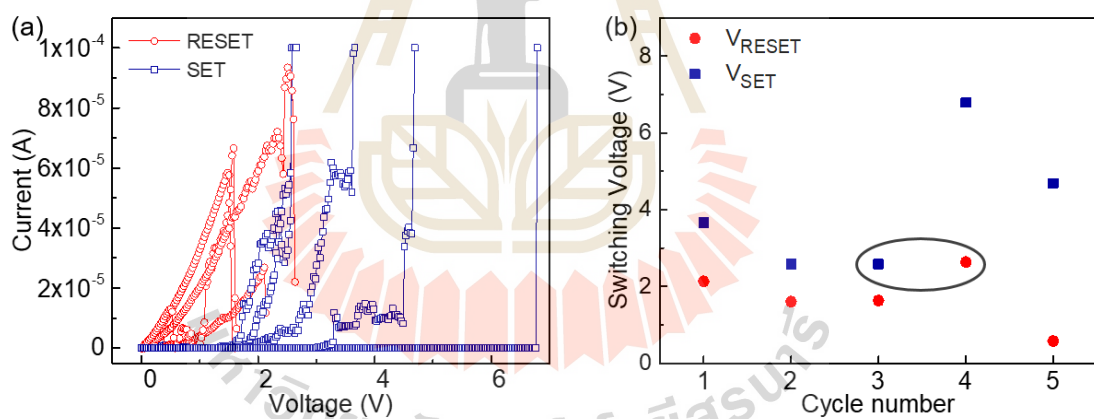 (a)
RESET
SET
1x10⁻⁴
8x10⁻⁵
6x10⁻⁵
4x10⁻⁵
2x10⁻⁵
0
Current (A)
0 2 4 6
Voltage (V)
(b)
V_RESET
V_SET
8
6
4
2
0
Switching Voltage (V)
1 2 3 4 5
Cycle number